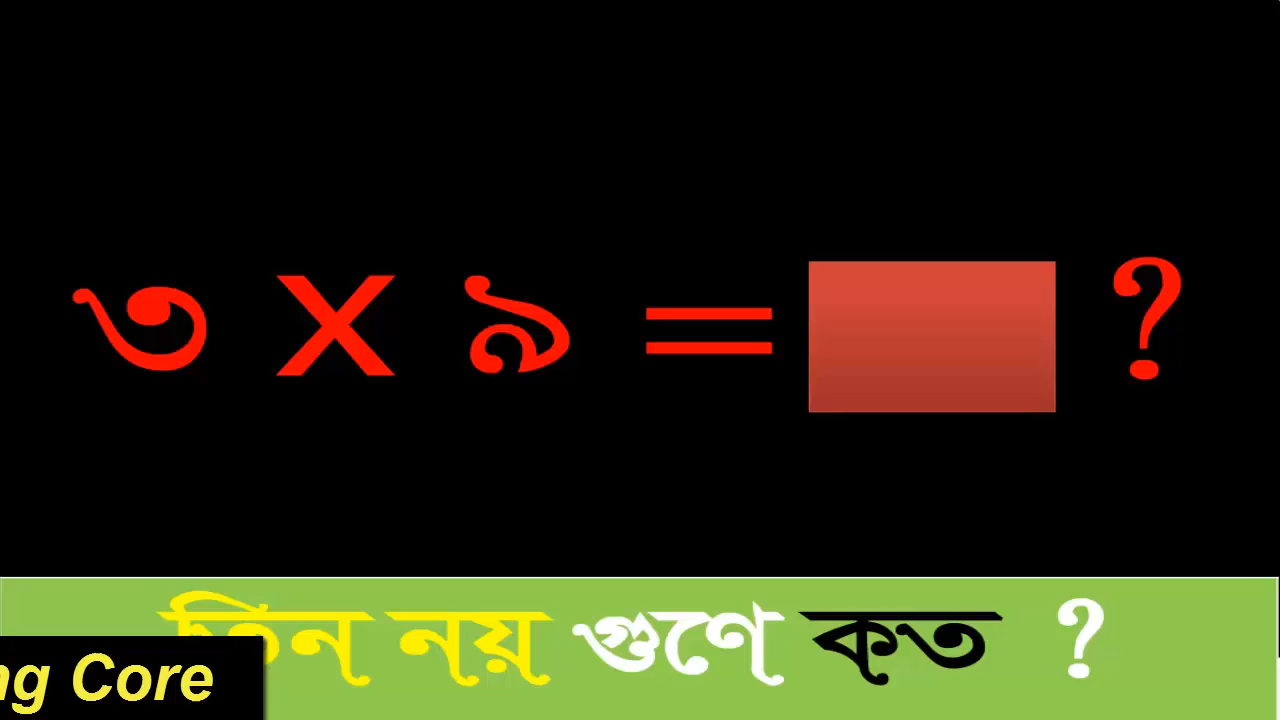 ৩ X ৯ = ?
তিন নয় গুণে কত ?
ng Core